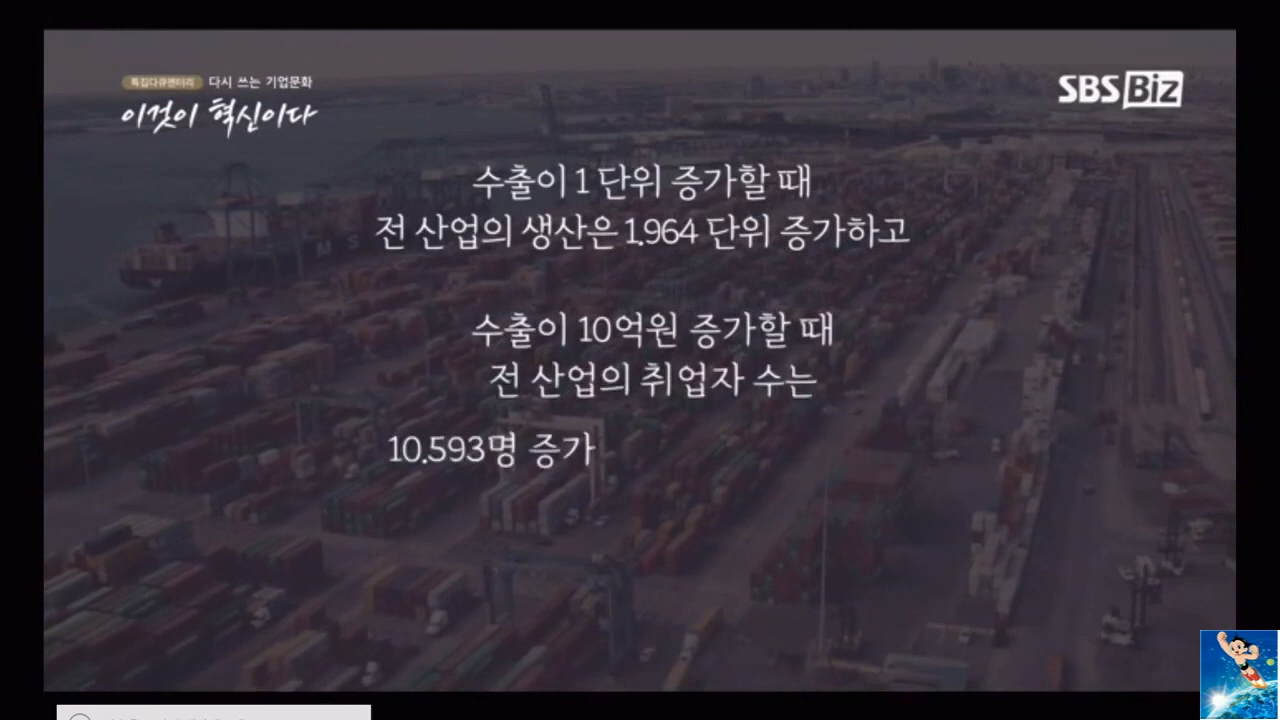 특집다큐멘터리 다시 쓰는 기업문화
이것이 혁신이다
SBS Biz
수출이 1 단위 증가할 때
전 산업의 생산은 1.964 단위 증가하고
수출이 10억원 증가할 때
전 산업의 취업자 수는
10.593명 증가